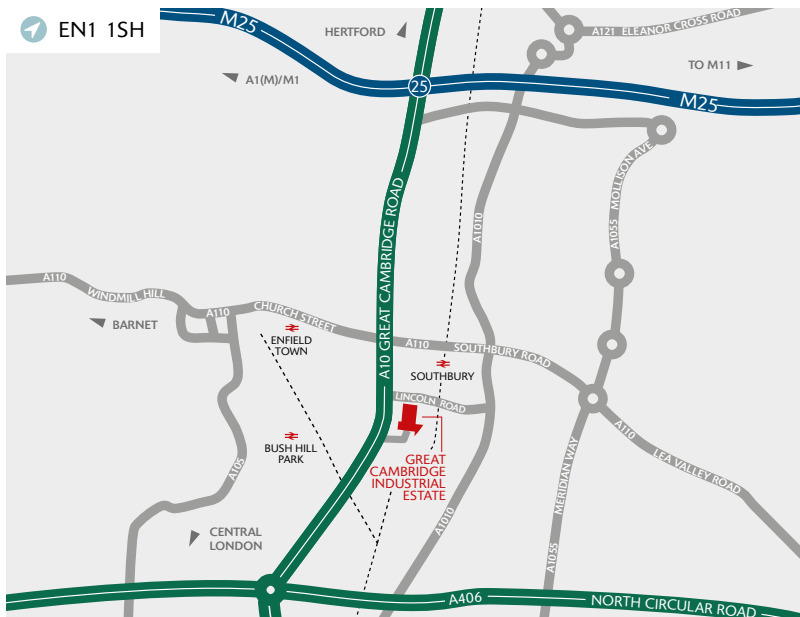 EN1 1SH
M25
HERTFORD
A121 ELEANOR CROSS ROAD
TO M11
A1(M)/M1
25
M25
MOLLISON AVE
A1055
A1010
A10 GREAT CAMBRIDGE ROAD
A110
WINDMILL HILL
A110
CHURCH STREET
BARNET
ENFIELD
TOWN
A110
SOUTHBURY ROAD
SOUTHBURY
LINCOLN ROAD
BUSH HILL
PARK
A105
GREAT
CAMBRIDGE
INDUSTRIAL
ESTATE
A110
LEA VALLEY ROAD
MERIDIAN WAY
A1055
A1010
CENTRAL
LONDON
A406
NORTH CIRCULAR ROAD